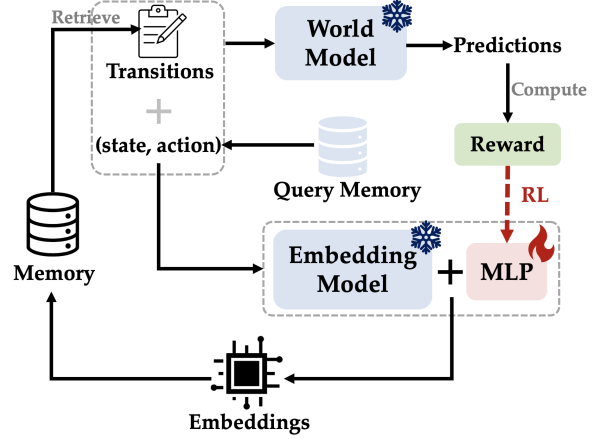 Retrieve
Transitions
+
(state, action)
World
Model
Predictions
Compute
Reward
RL
Query Memory
Memory
Embedding
Model
+
MLP
Embeddings